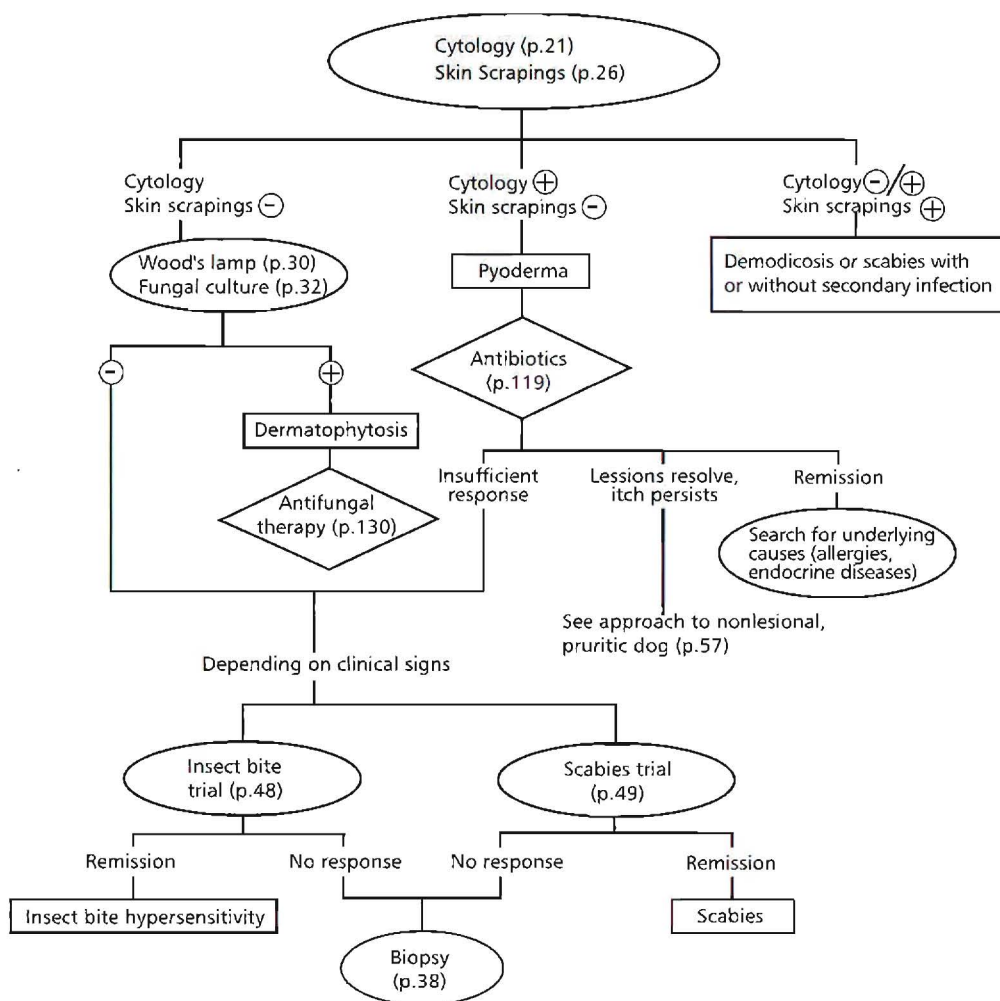 Cytology (p.21)
Skin Scrapings (p.26)
Cytology
Skin scrapings ⊖
Cytology ⊕
Skin scrapings ⊖
Cytology ⊖/⊕
Skin scrapings ⊕
Wood's lamp (p.30)
Fungal culture (p.32)
Pyoderma
Demodicosis or scabies with
or without secondary infection
⊖
⊕
Antibiotics
(p.119)
Dermatophytosis
Antifungal
therapy (p.130)
Insufficient
response
Lessions resolve,
itch persists
Remission
Search for underlying
causes (allergies,
endocrine diseases)
See approach to nonlesional,
pruritic dog (p.57)
Depending on clinical signs
Insect bite
trial (p.48)
Scabies trial
(p.49)
Remission
No response
No response
Remission
Insect bite hypersensitivity
Scabies
Biopsy
(p.38)